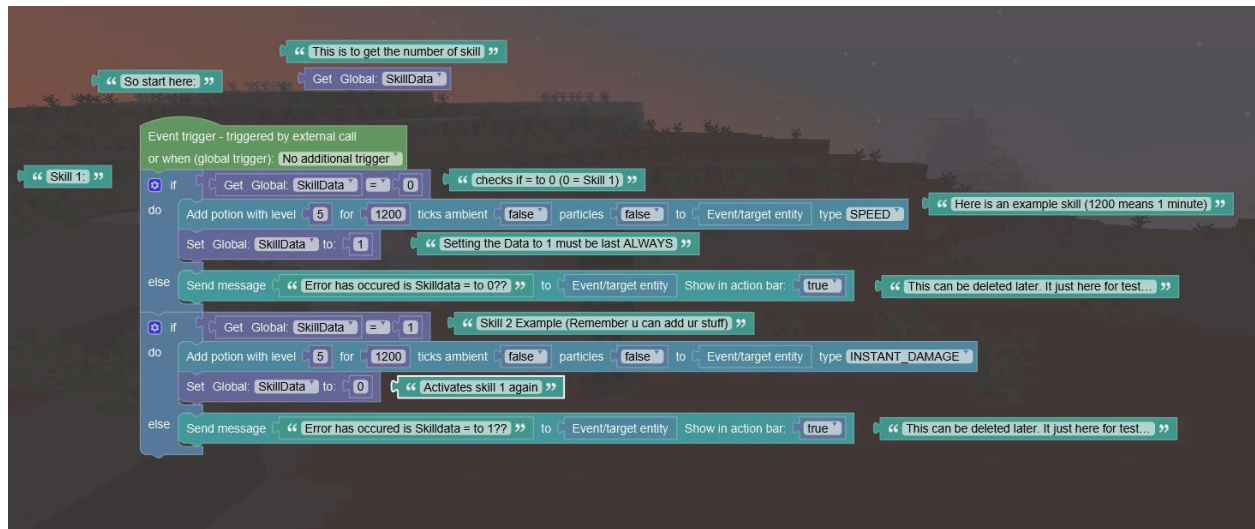 This is to get the number of skill
So start here:
Get Global: SkillData
Event trigger - triggered by external call
or when (global trigger): No additional trigger
Skill 1:
if Get Global: SkillData = 0
checks if = to 0 (0 = Skill 1)
do Add potion with level 5 for 1200 ticks ambient false particles false to Event/target entity type SPEED
Here is an example skill (1200 means 1 minute)
Set Global: SkillData to: 1
Setting the Data to 1 must be last ALWAYS
else Send message Error has occured is Skilldata = to 0?? to Event/target entity Show in action bar: true
This can be deleted later. It just here for test...
if Get Global: SkillData = 1
Skill 2 Example (Remember u can add ur stuff)
do Add potion with level 5 for 1200 ticks ambient false particles false to Event/target entity type INSTANT_DAMAGE
Set Global: SkillData to: 0
Activates skill 1 again
else Send message Error has occured is Skilldata = to 1?? to Event/target entity Show in action bar: true
This can be deleted later. It just here for test...